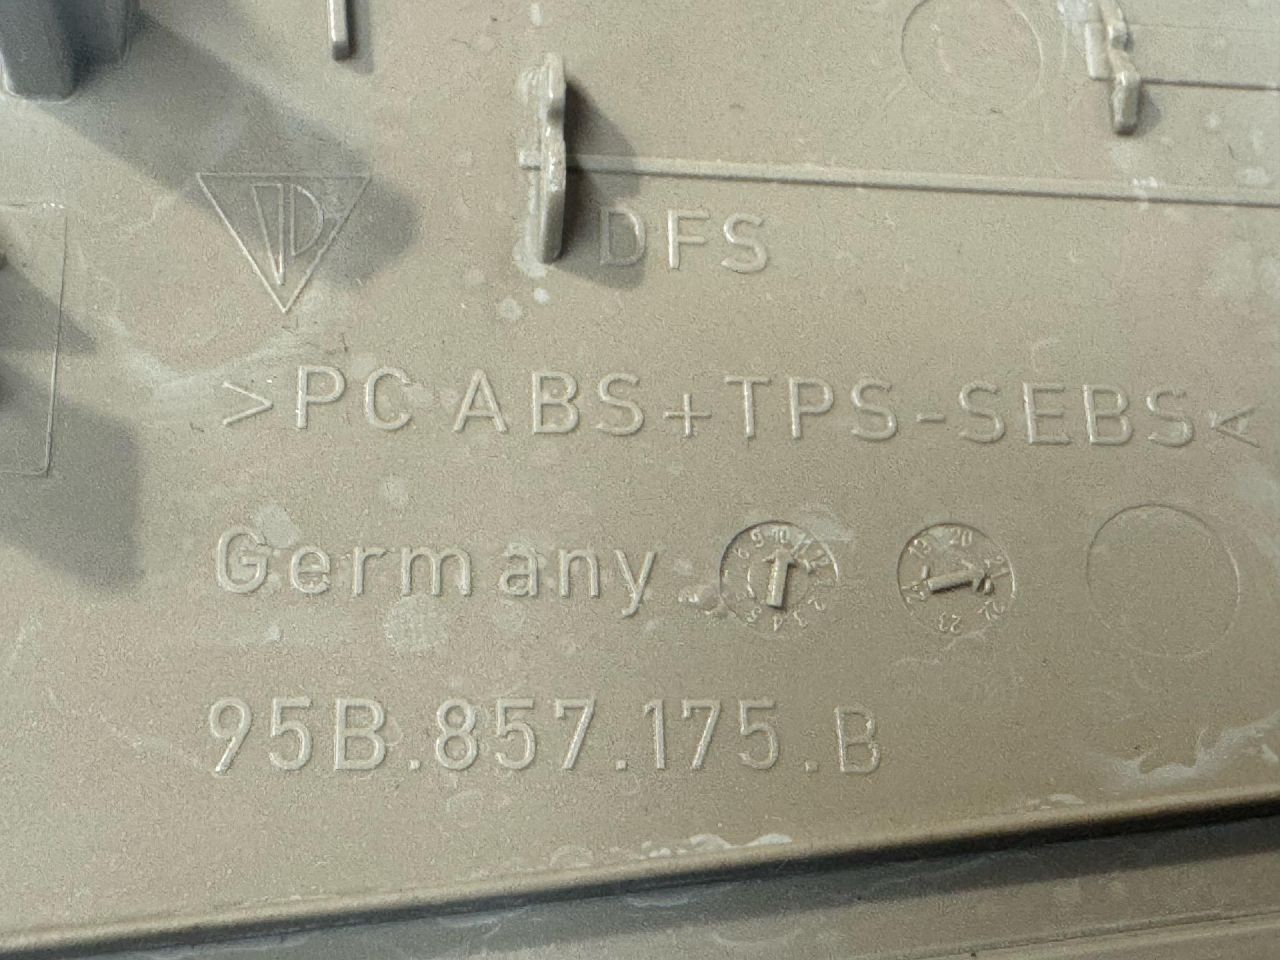 DFS
>PC ABS+TPS-SEBS<
Germany
95B.857.175.B